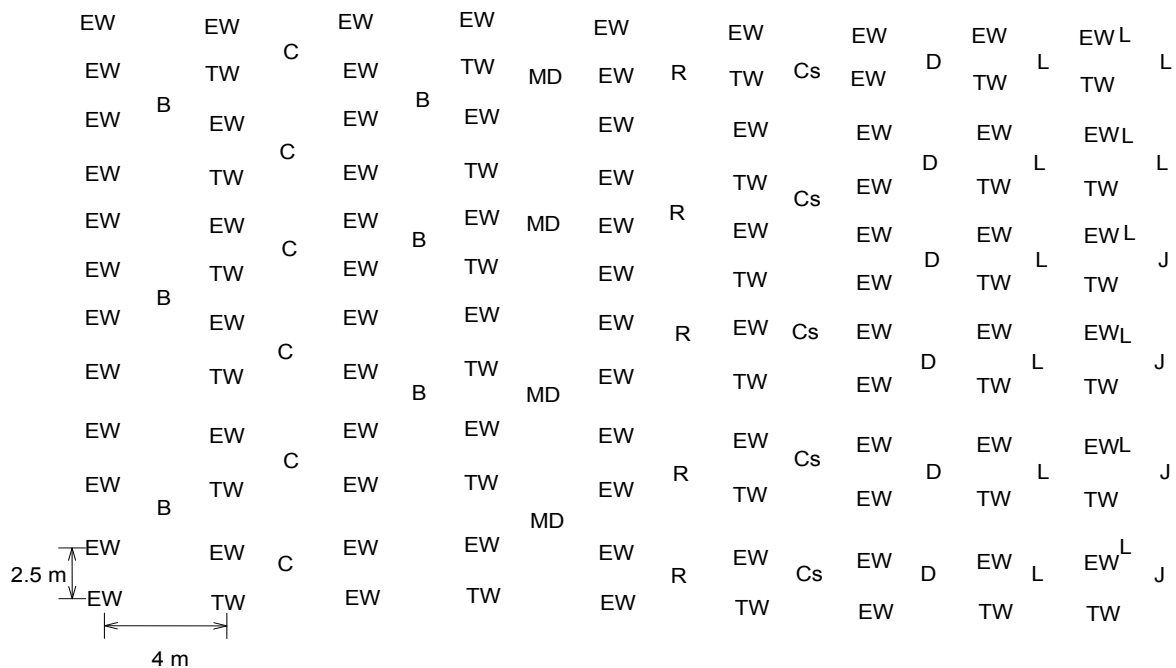 EW EW EW EW EW EW EW EW EW L
C
EW TW EW TW MD EW R TW Cs EW D TW L TW L
B B
EW EW EW EW EW EW EW EW EW L
C D L L
EW TW EW TW EW TW EW TW TW
R Cs
EW EW EW EW MD EW EW EW EW EW L
C B D L J
EW TW EW TW EW TW EW TW TW
B
EW EW EW EW EW R EW Cs EW EW EW L
C D L J
EW TW EW TW EW TW EW TW TW
B MD
EW EW EW EW EW EW EW EW EW L
C R Cs D L J
EW TW EW TW EW TW EW TW TW
B MD
EW EW EW EW EW EW EW EW EW L
2.5 m C R Cs D L J
EW TW EW TW EW TW EW TW TW
4 m